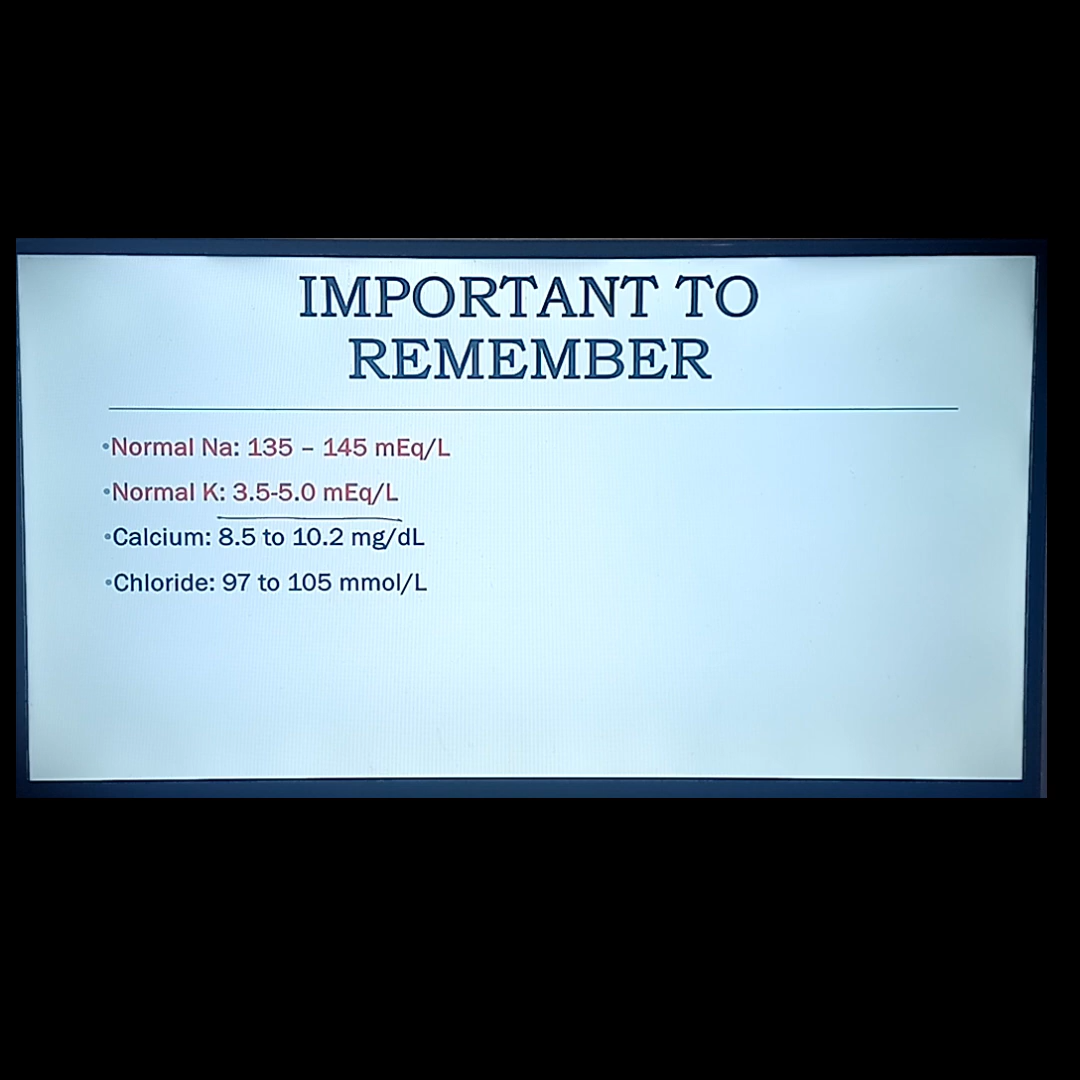 IMPORTANT TO
REMEMBER
•Normal Na: 135 – 145 mEq/L
•Normal K: 3.5-5.0 mEq/L
•Calcium: 8.5 to 10.2 mg/dL
•Chloride: 97 to 105 mmol/L